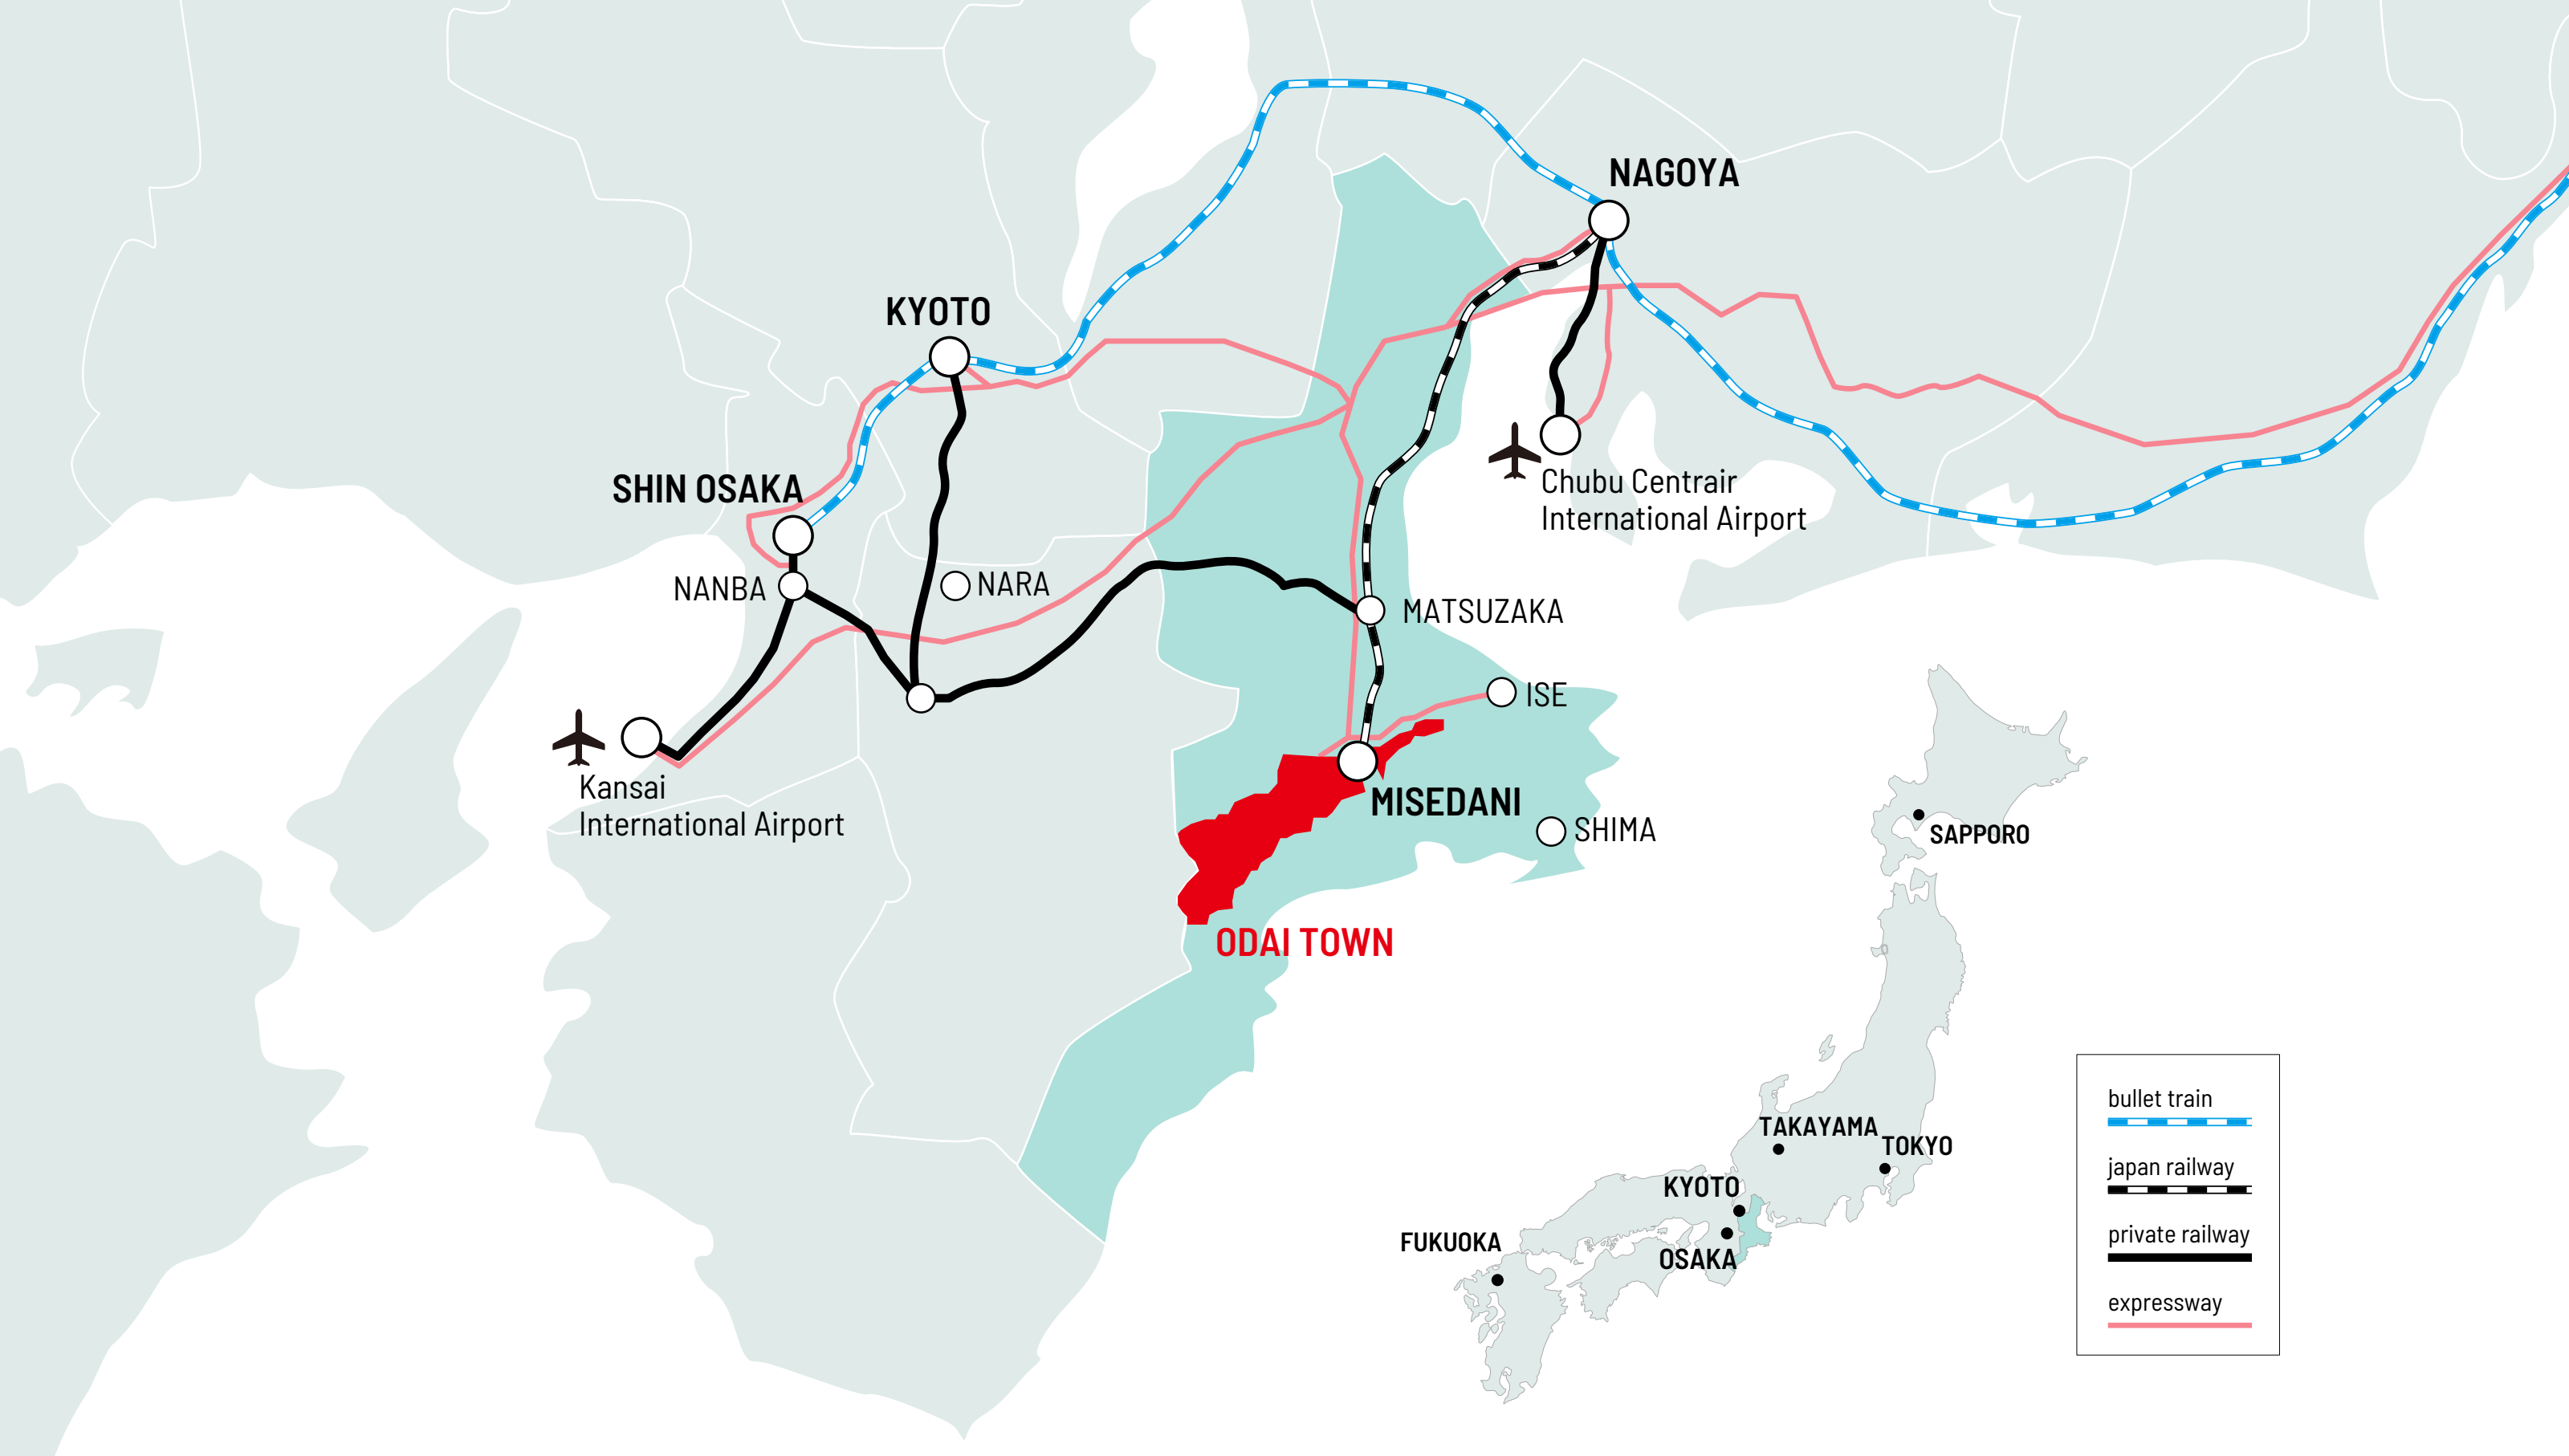 NAGOYA
KYOTO
SHIN OSAKA
Chubu Centrair
International Airport
NANBA
NARA
MATSUZAKA
ISE
Kansai
International Airport
MISEDANI
SHIMA
ODAI TOWN
SAPPORO
TAKAYAMA
TOKYO
KYOTO
FUKUOKA
OSAKA
bullet train
japan railway
private railway
expressway